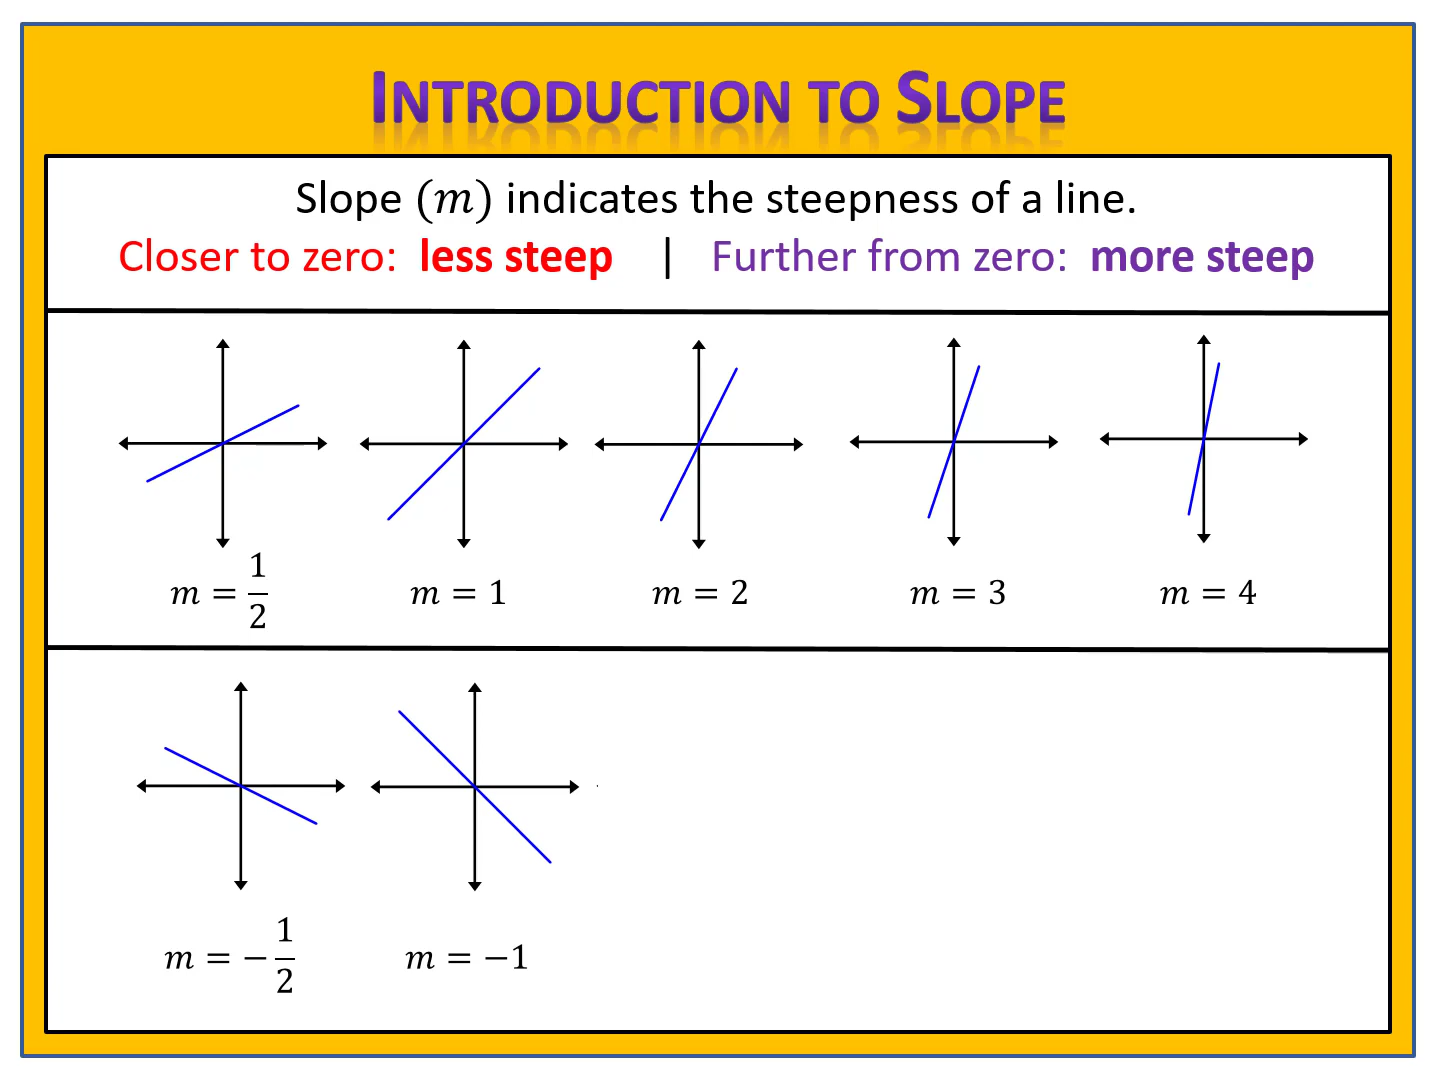 INTRODUCTION TO SLOPE
Slope (m) indicates the steepness of a line.
Closer to zero: less steep | Further from zero: more steep
m = 1/2 m = 1 m = 2 m = 3 m = 4
m = −1/2 m = −1